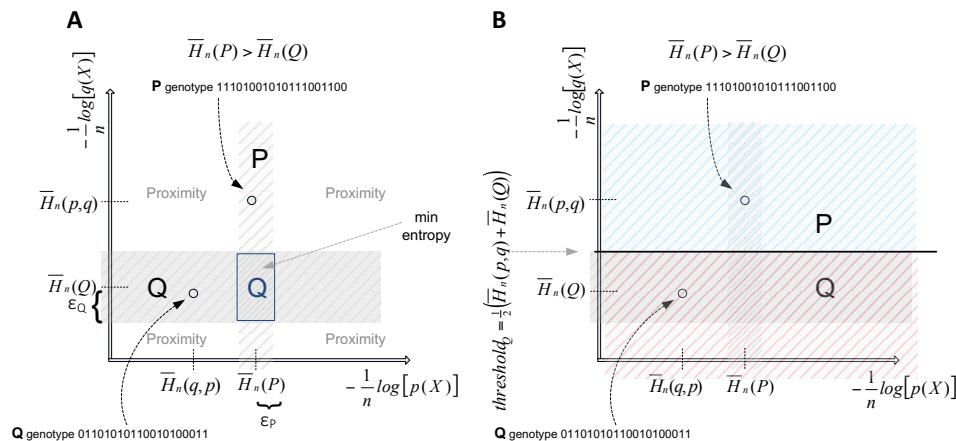 A
H̅ₙ(P) > H̅ₙ(Q)
P genotype 11101001010111001100
-1/n log[q(X)]
P
Proximity
Proximity
H̅ₙ(p,q)
min
entropy
H̅ₙ(Q)
Q
Q
εQ {
Proximity
Proximity
H̅ₙ(q,p)
H̅ₙ(P)
-1/n log[p(X)]
εP
Q genotype 01101010110010100011
B
H̅ₙ(P) > H̅ₙ(Q)
P genotype 11101001010111001100
-1/n log[q(X)]
H̅ₙ(p,q)
P
threshold_Q = 1/2(H̅ₙ(p,q) + H̅ₙ(Q))
H̅ₙ(Q)
Q
H̅ₙ(q,p)
H̅ₙ(P)
-1/n log[p(X)]
Q genotype 01101010110010100011